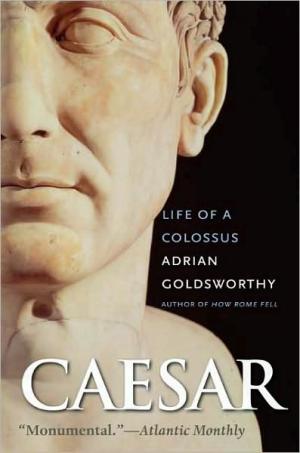 LIFE OF A
COLOSSUS
ADRIAN
GOLDSWORTHY
AUTHOR OF HOW ROME FELL
CAESAR
“Monumental.”—Atlantic Monthly